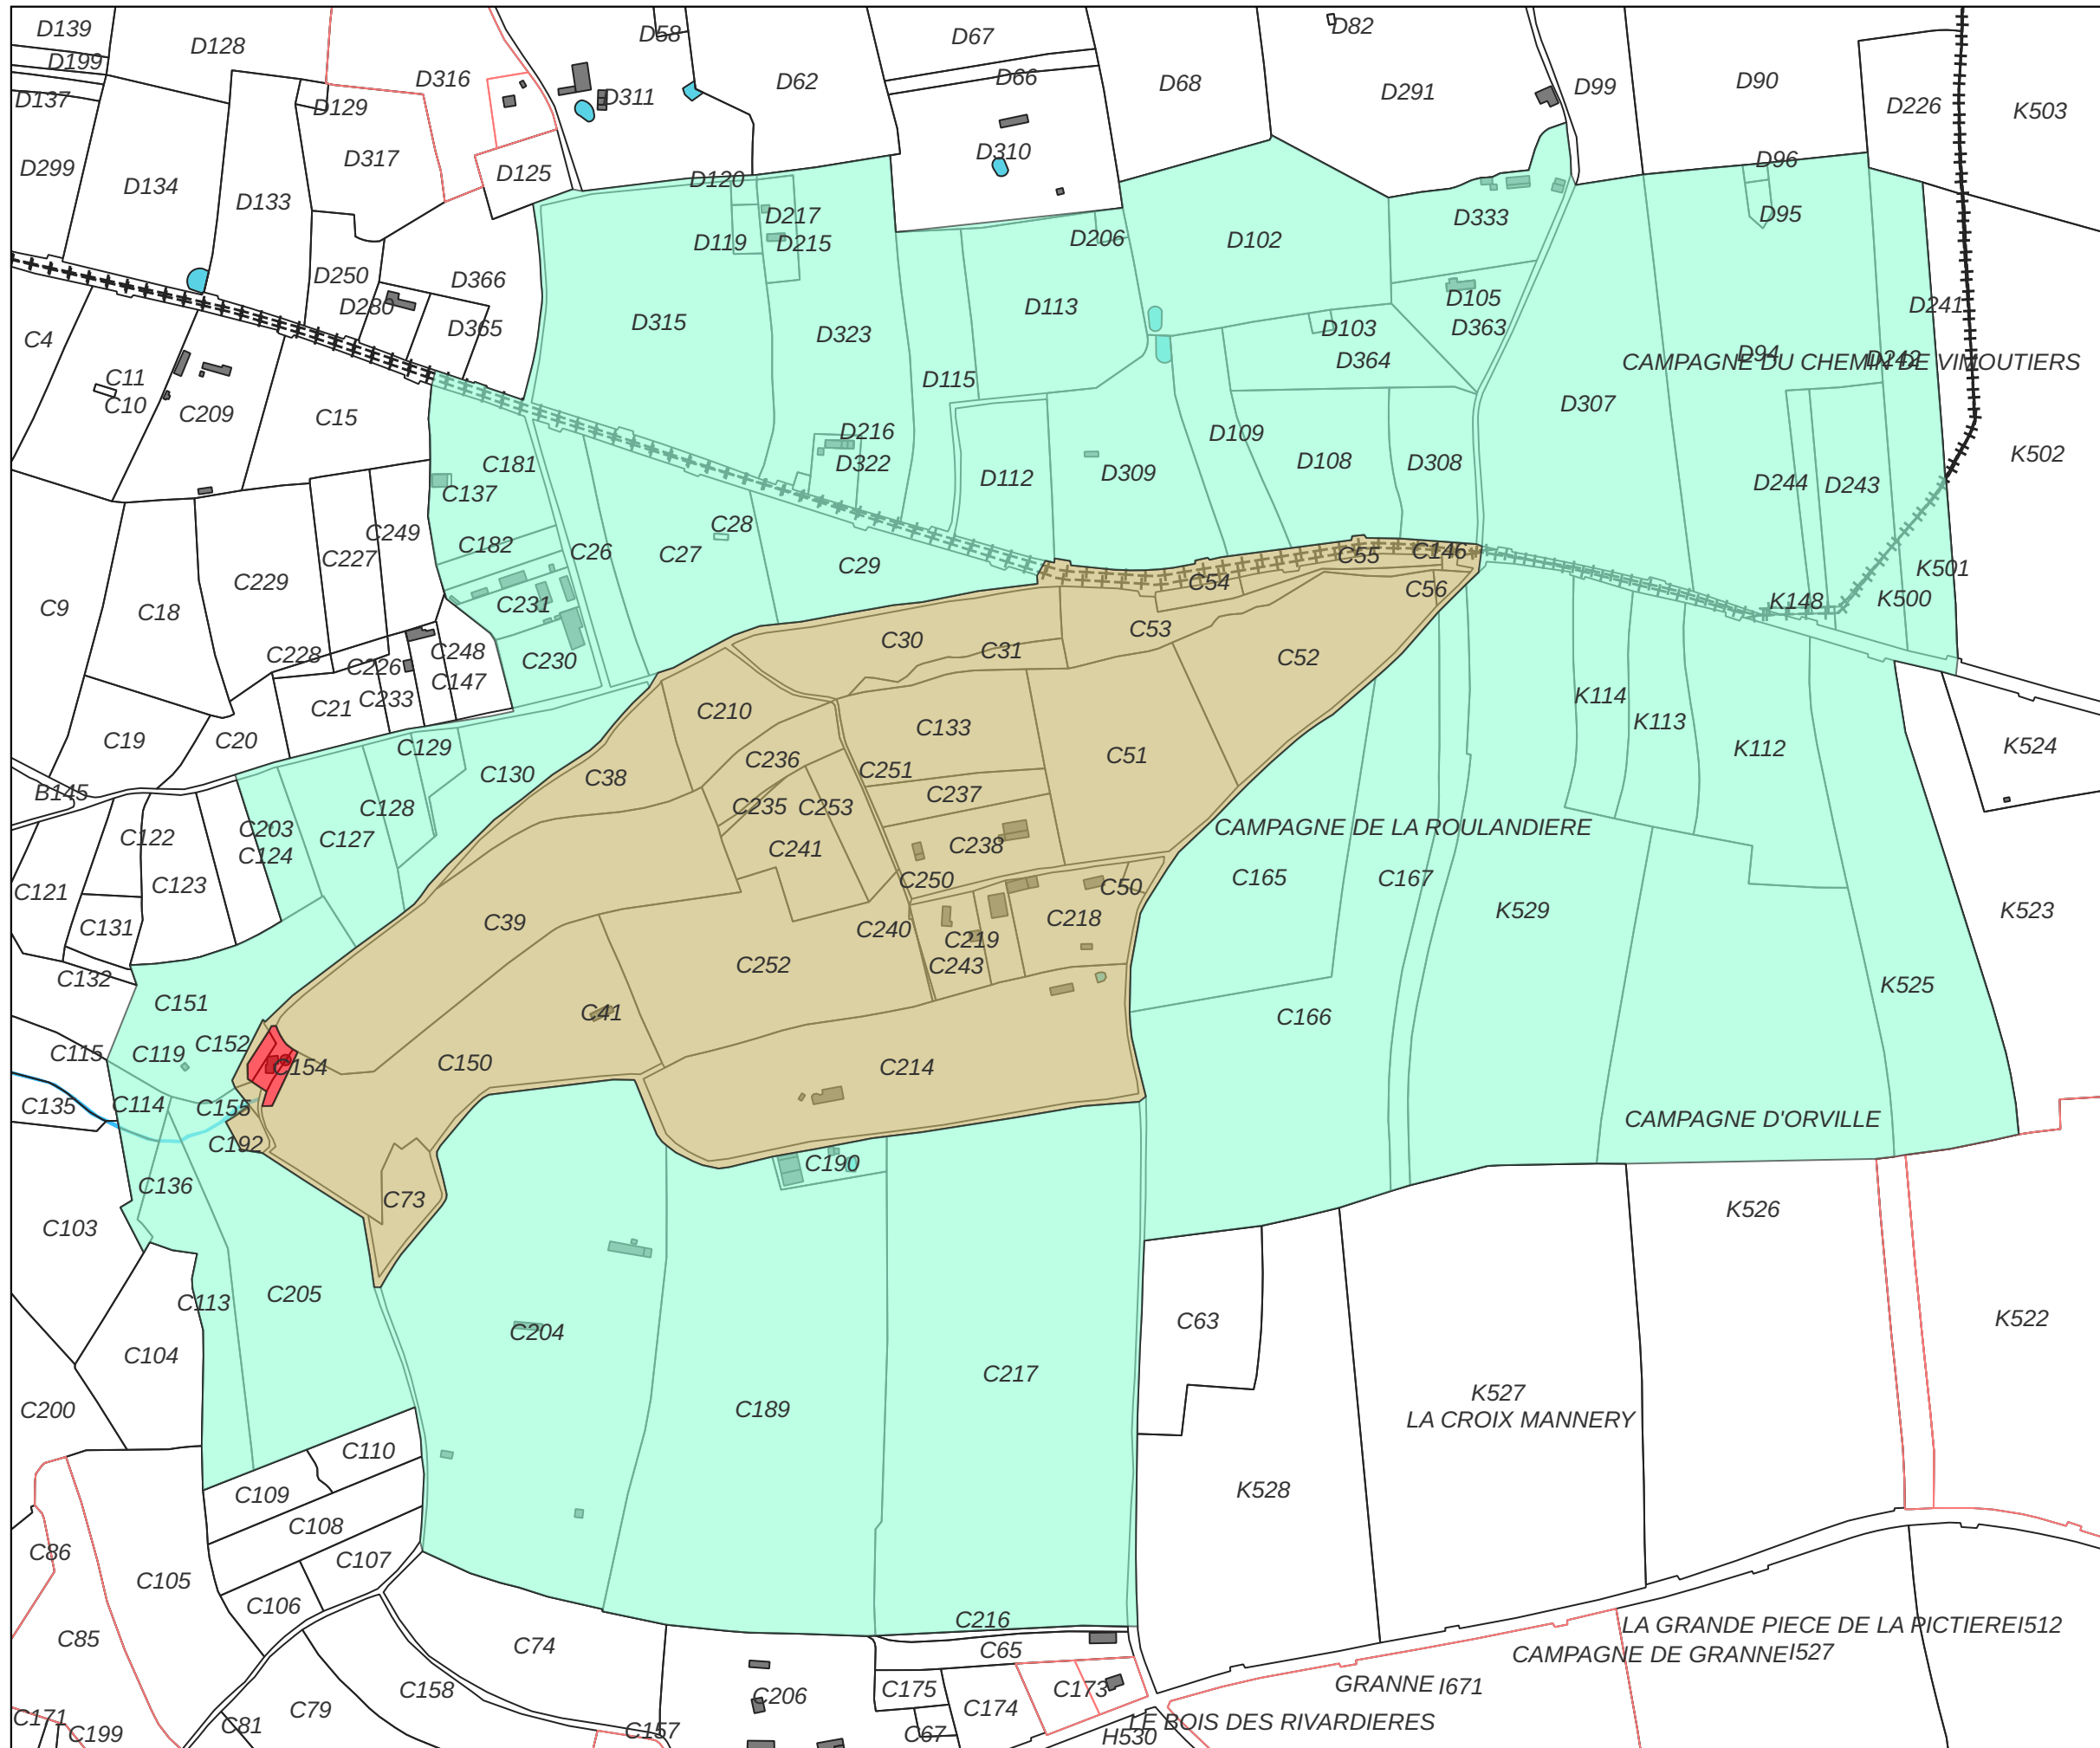 D139
D128
D58
D67
D82
D199
D316
D66
D62
D68
D291
D99
D90
D137
D129
D311
D226
K503
D317
D310
D299
D134
D125
D120
D96
D133
D217
D333
D95
D119
D215
D206
D102
D250
D366
D280
D365
D315
D323
D113
D105
D241
C4
D103
D363
D364
CAMPAGNE DU CHEMIN DE VIMOUTIERS
D94
D242
C11
C10
C209
C15
D115
D307
D216
D109
C181
D322
D108
D308
K502
C137
D112
D309
D244
D243
C249
C28
C182
C26
C27
C227
C29
C55
C146
C229
C54
C56
K501
C9
C18
C231
K148
K500
C53
C30
C31
C228
C248
C230
C226
C147
C52
C233
C21
C210
K114
K113
C19
C20
C129
C133
K112
K524
C130
C38
C236
C251
C51
B145
C235
C253
C237
C128
C122
C203
C127
C124
C241
C238
CAMPAGNE DE LA ROULANDIERE
C121
C123
C250
C50
C165
C167
C131
C39
C240
C219
C218
K529
K523
C132
C252
C243
K525
C151
C41
C166
C115
C119
C152
C154
C150
C214
C135
C114
C155
CAMPAGNE D'ORVILLE
C192
C190
C136
C73
C103
K526
C113
C205
C204
C63
K522
C104
C217
C200
C189
K527
LA CROIX MANNERY
C110
C109
K528
C108
C86
C107
C105
C106
C216
C85
C74
C65
LA GRANDE PIECE DE LA PICTIERE
I512
CAMPAGNE DE GRANNE
I527
GRANNE
I671
C158
C206
C175
C173
C79
C174
C171
C199
C81
C157
C67
LE BOIS DES RIVARDIERES
H530